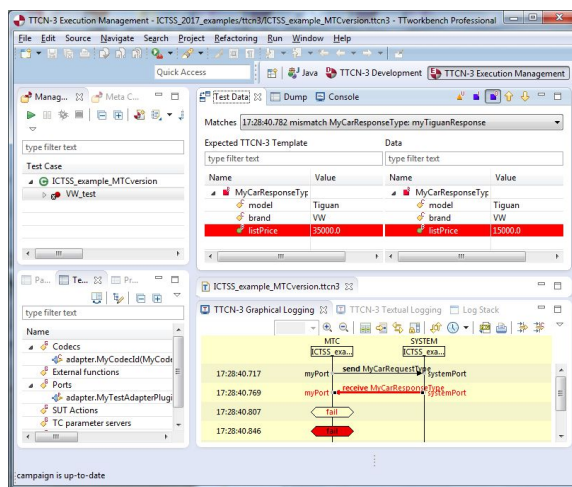 TTCN-3 Execution Management - ICTSS_2017_examples/ttcn3/ICTSS_example_MTCversion.ttcn3 - TTworkbench Professional
File Edit Source Navigate Search Project Refactoring Run Window Help
Quick Access
Java TTCN-3 Development TTCN-3 Execution Management
Manag... Meta C...
type filter text
Test Case
ICTSS_example_MTCversion
VW_test
Test Data Dump Console
Matches 17:28:40.782 mismatch MyCarResponseType: myTiguanResponse
Expected TTCN-3 Template Data
type filter text type filter text
Name Value Name Value
MyCarResponseTyp MyCarResponseTyp
model Tiguan model Tiguan
brand VW brand VW
listPrice 35000.0 listPrice 15000.0
Pa... Te... Pr...
type filter text
Name
Codecs
adapter.MyCodecId(MyCode
External functions
Ports
adapter.MyTestAdapterPlugi
SUT Actions
TC parameter servers
ICTSS_example_MTCversion.ttcn3
TTCN-3 Graphical Logging TTCN-3 Textual Logging Log Stack
MTC SYSTEM
ICTSS_exa... ICTSS_exa...
17:28:40.717 myPort send MyCarRequestType systemPort
17:28:40.769 myPort receive MyCarResponseType systemPort
17:28:40.807 fail
17:28:40.846 fail
campaign is up-to-date